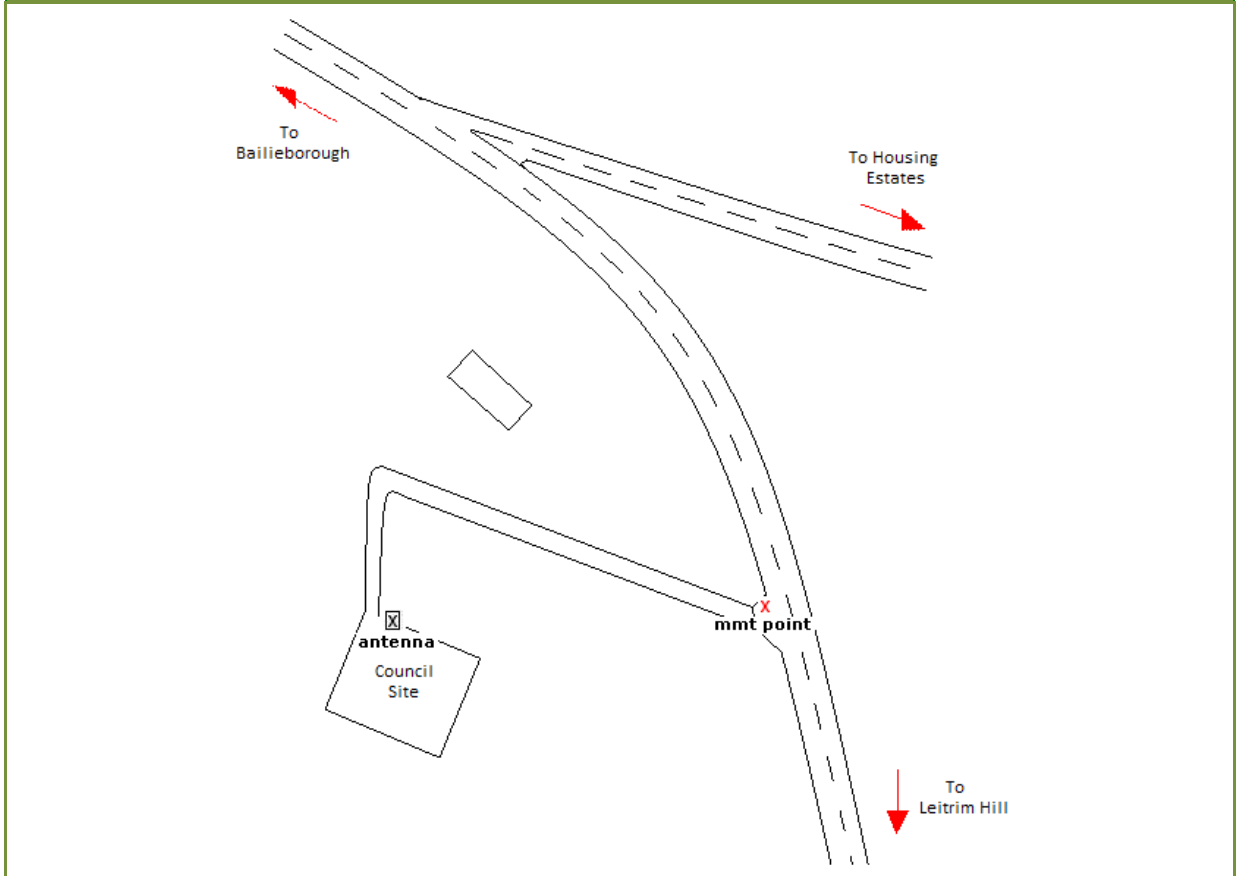 To
Bailieborough
To Housing
Estates
X
mmt point
X
antenna
Council
Site
To
Leitrim Hill